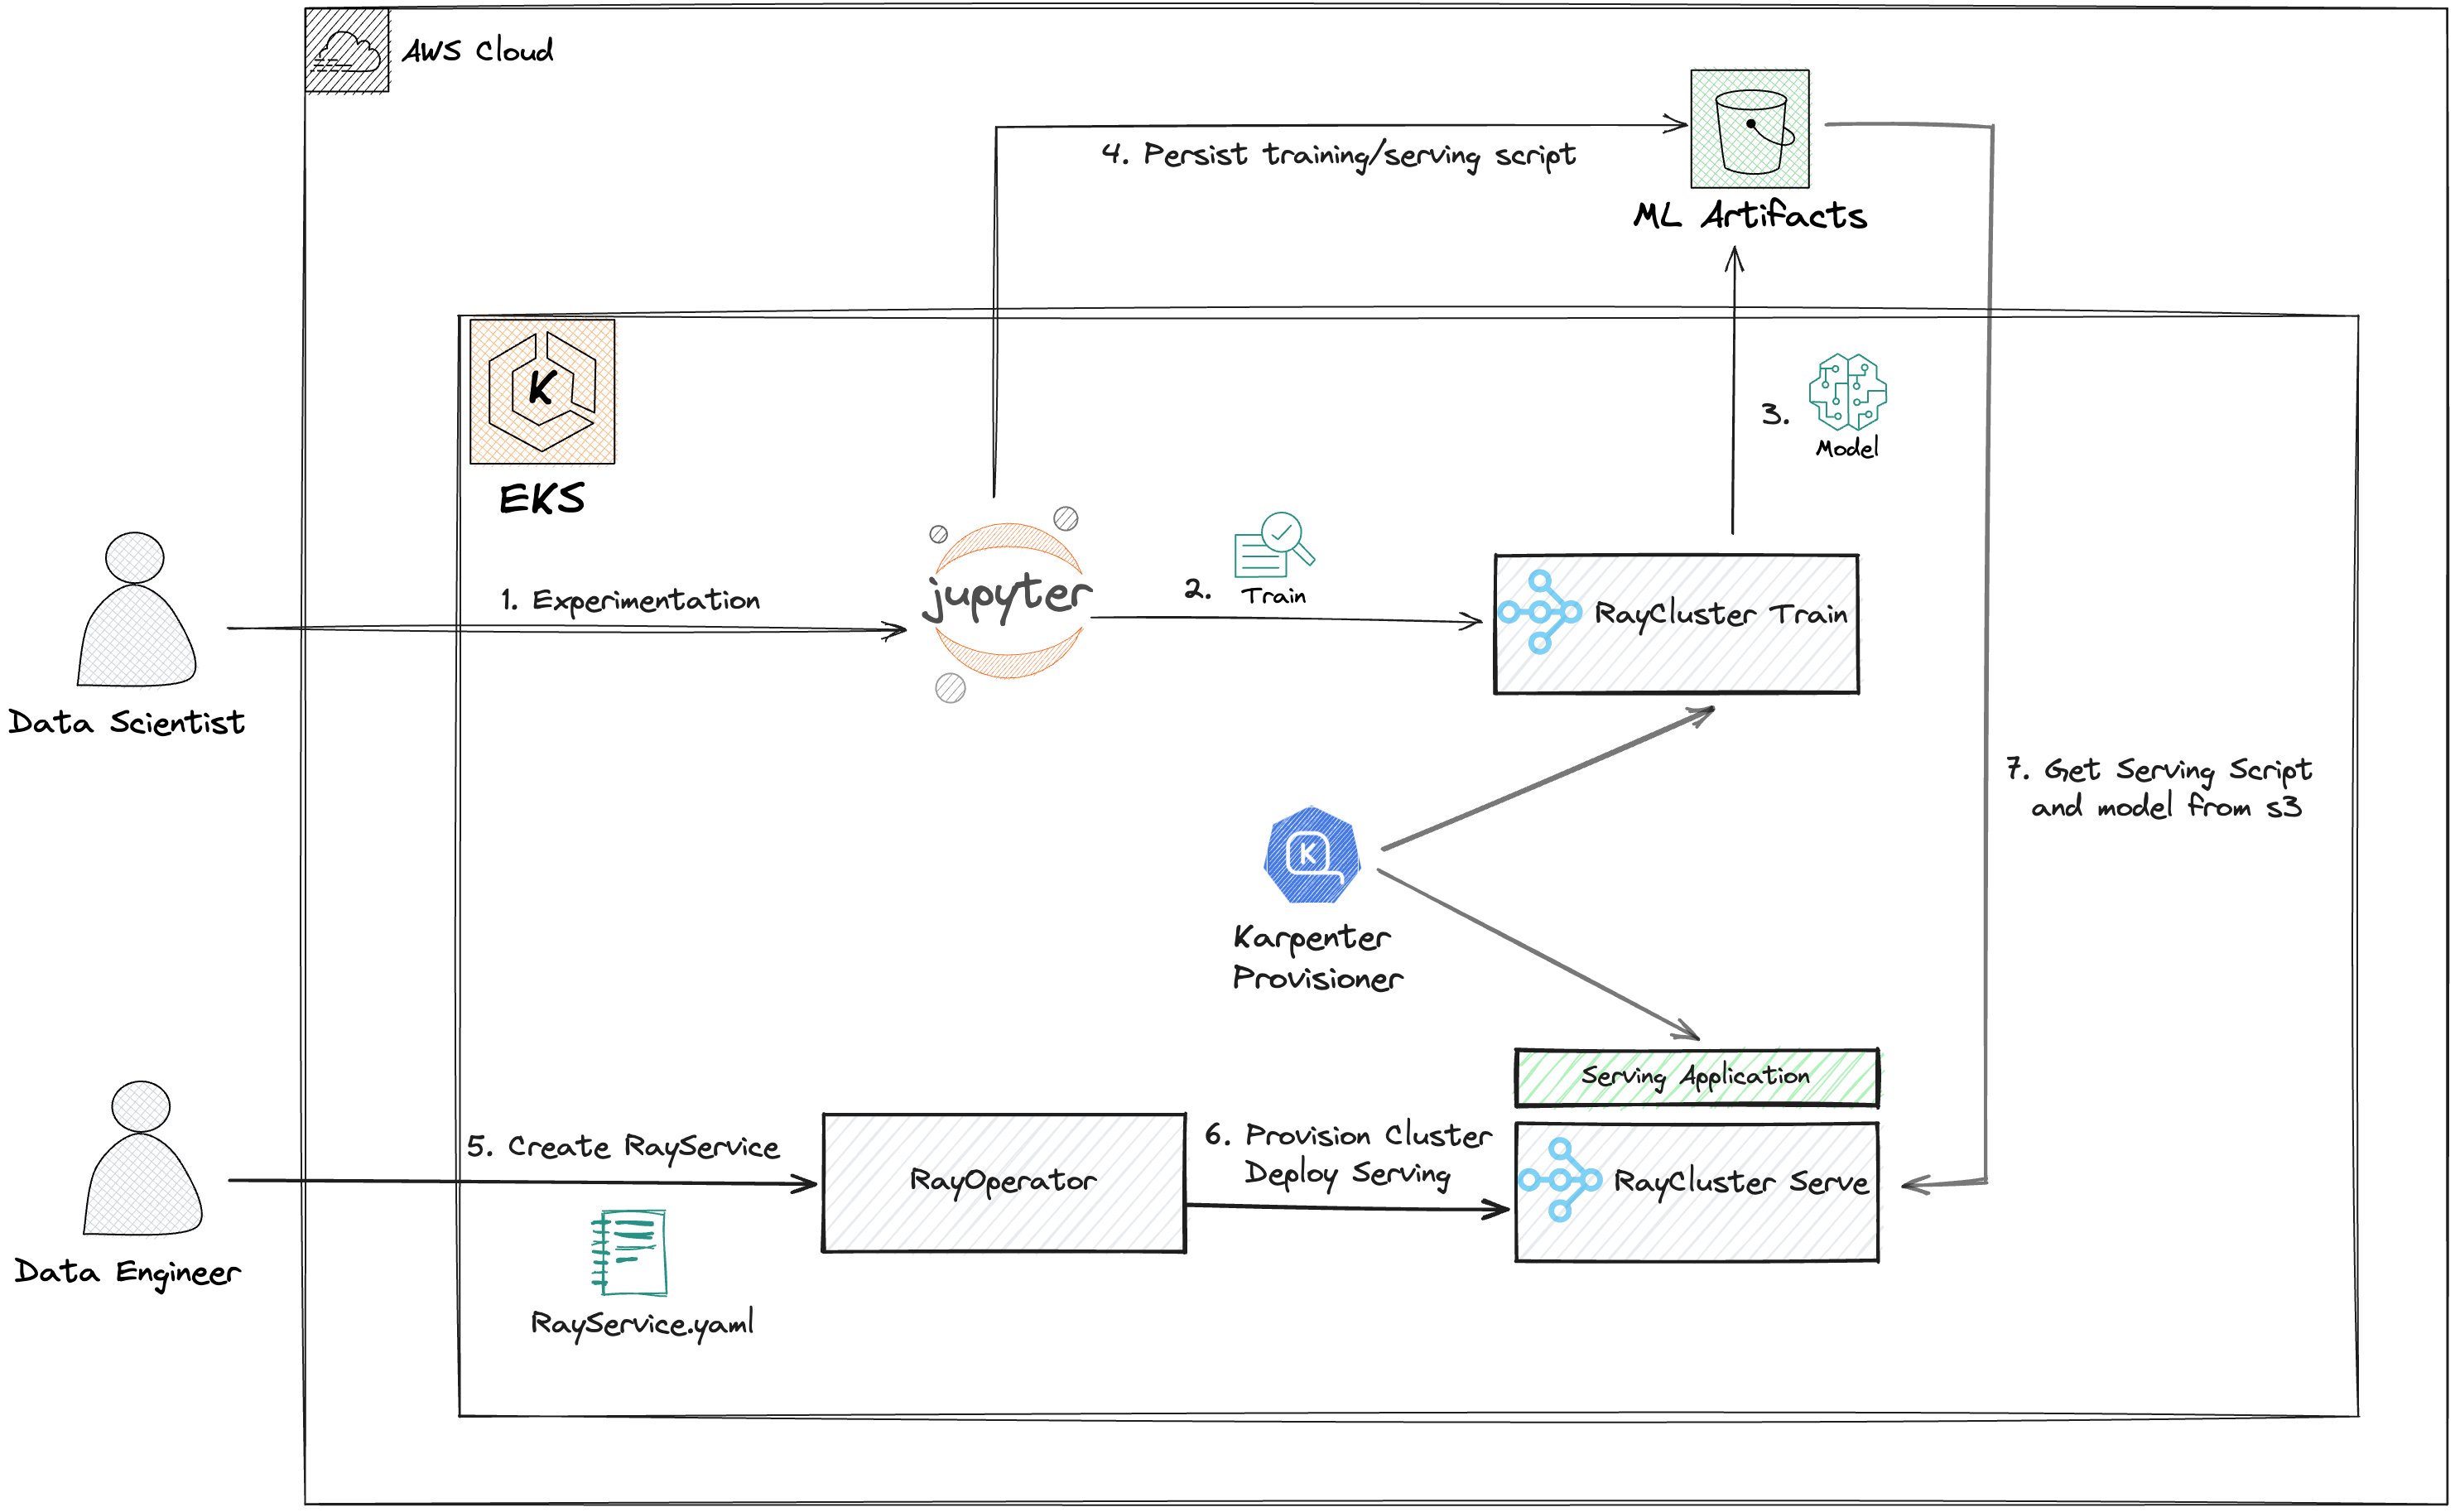 AWS Cloud
4. Persist training/serving script
ML Artifacts
K
EKS
3.
Model
1. Experimentation
jupyter
2.
Train
RayCluster Train
Data Scientist
7. Get Serving Script
and model from s3
K
Karpenter
Provisioner
Serving Application
5. Create RayService
RayOperator
6. Provision Cluster
Deploy Serving
RayCluster Serve
Data Engineer
RayService.yaml